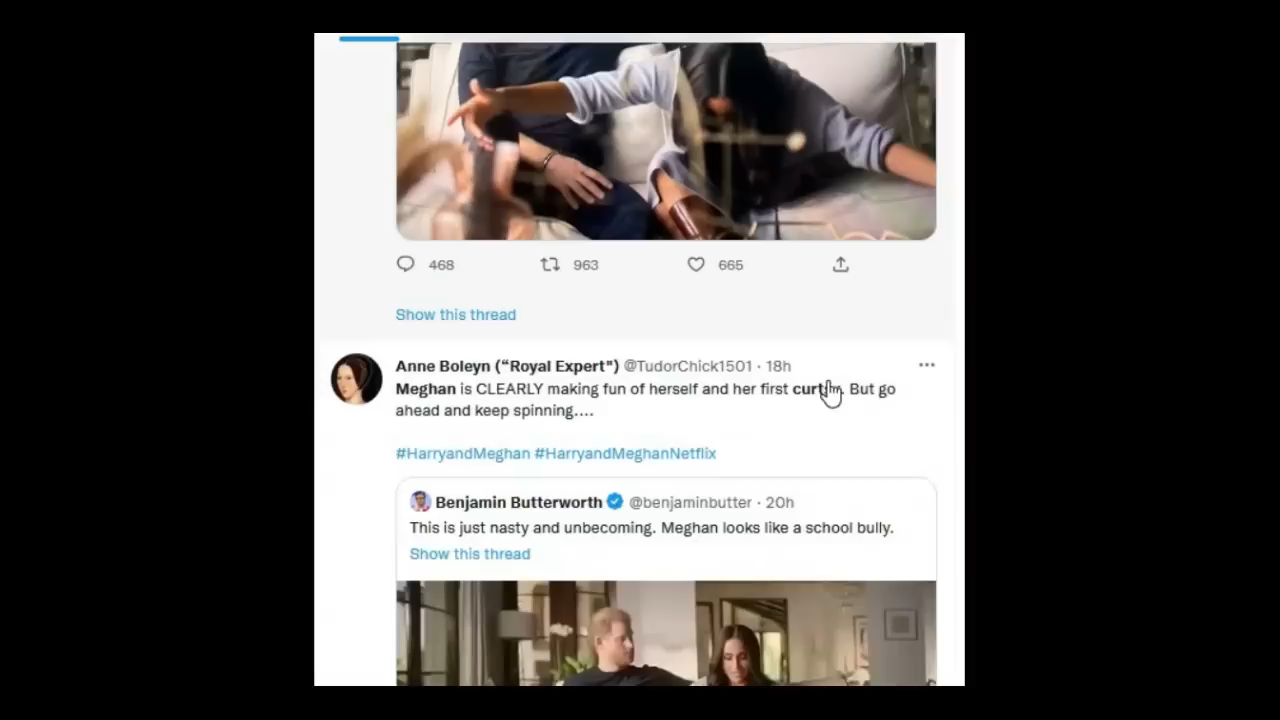 468 963 665
Show this thread
Anne Boleyn (“Royal Expert") @TudorChick1501 · 18h
Meghan is CLEARLY making fun of herself and her first . But go
ahead and keep spinning....
#HarryandMeghan #HarryandMeghanNetflix
Benjamin Butterworth @benjaminbutter · 20h
This is just nasty and unbecoming. Meghan looks like a school bully.
Show this thread